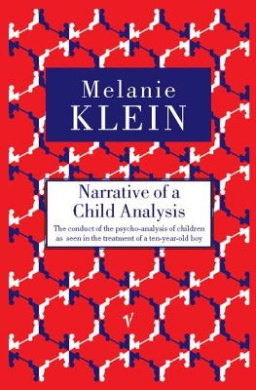 Melanie
KLEIN
Narrative of a
Child Analysis
The conduct of the psycho-analysis of children
as seen in the treatment of a ten-year-old boy
V